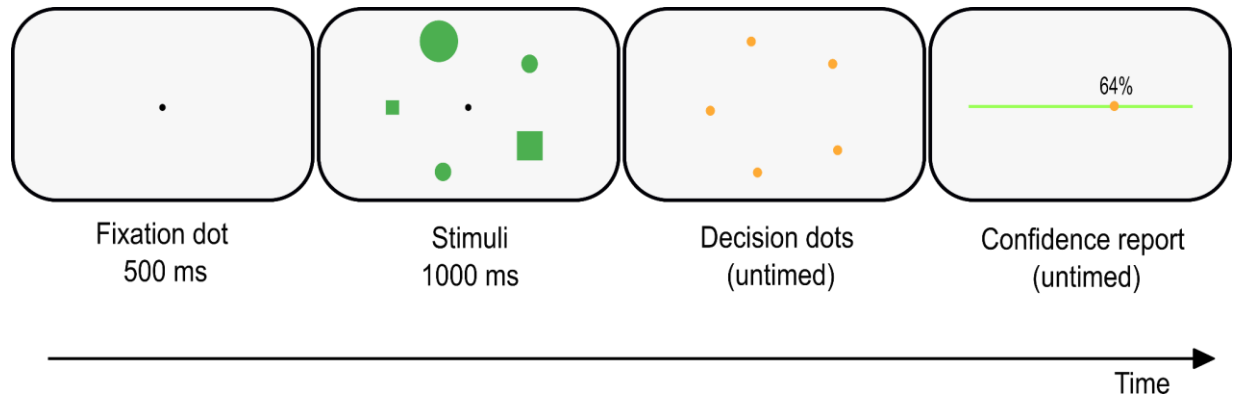 64%
Fixation dot
500 ms
Stimuli
1000 ms
Decision dots
(untimed)
Confidence report
(untimed)
Time